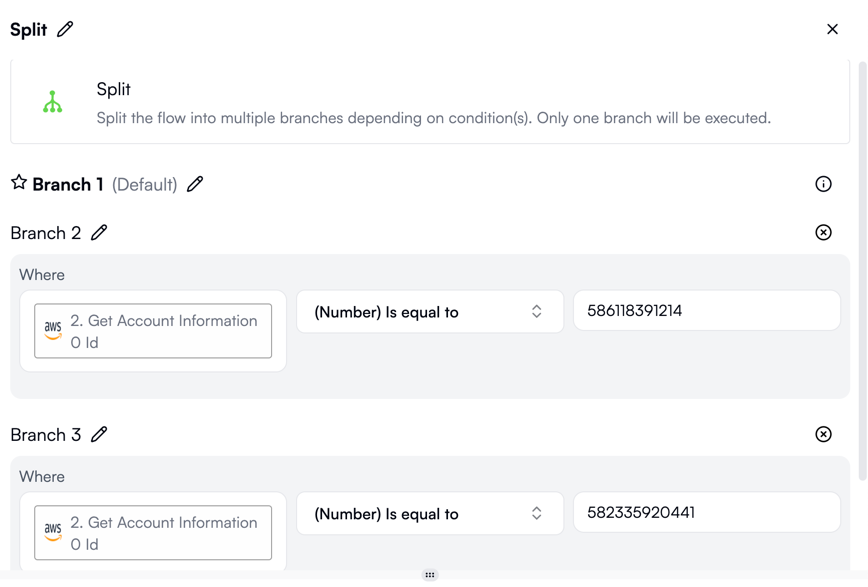 Split
Split
Split the flow into multiple branches depending on condition(s). Only one branch will be executed.
Branch 1 (Default)
Branch 2
Where
aws 2. Get Account Information
0 Id
(Number) Is equal to
586118391214
Branch 3
Where
aws 2. Get Account Information
0 Id
(Number) Is equal to
582335920441